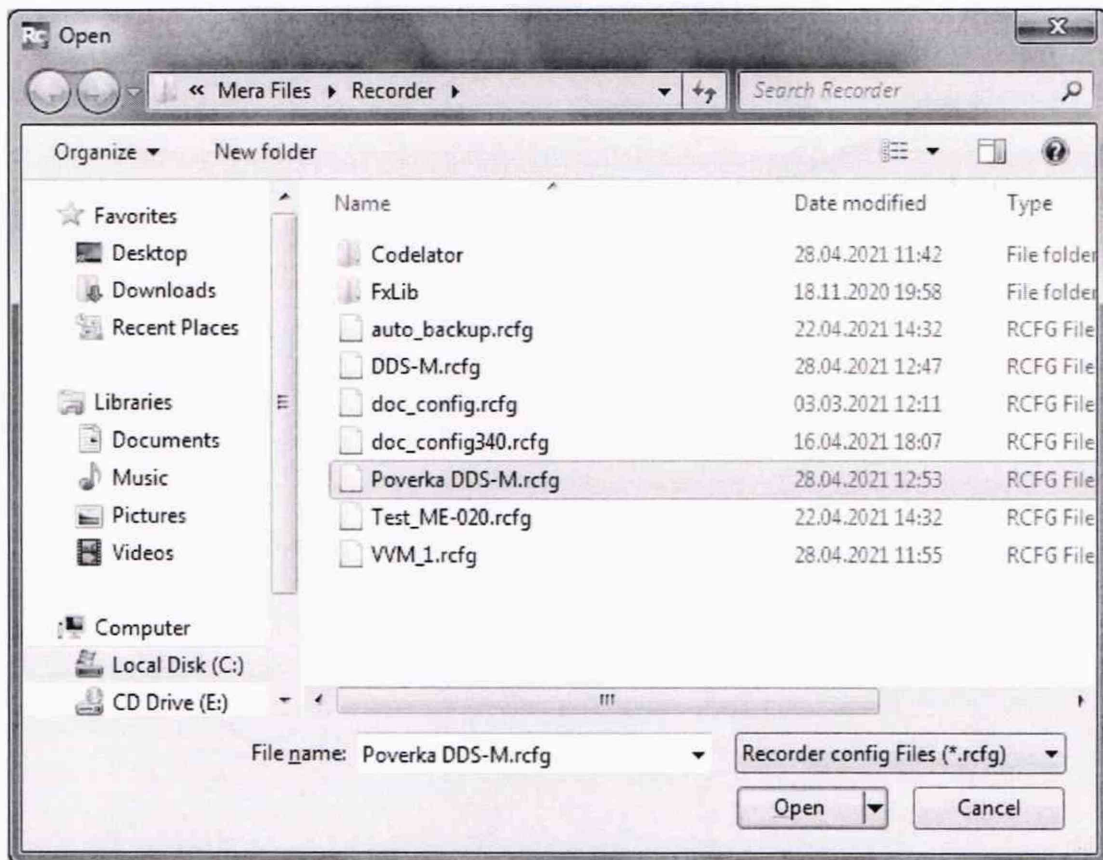 Open
« Mera Files ▸ Recorder ▸
Search Recorder
Organize ▾ New folder
Favorites
Desktop
Downloads
Recent Places
Libraries
Documents
Music
Pictures
Videos
Computer
Local Disk (C:)
CD Drive (E:)
Name Date modified Type
Codelator 28.04.2021 11:42 File folder
FxLib 18.11.2020 19:58 File folder
auto_backup.rcfg 22.04.2021 14:32 RCFG File
DDS-M.rcfg 28.04.2021 12:47 RCFG File
doc_config.rcfg 03.03.2021 12:11 RCFG File
doc_config340.rcfg 16.04.2021 18:07 RCFG File
Poverka DDS-M.rcfg 28.04.2021 12:53 RCFG File
Test_ME-020.rcfg 22.04.2021 14:32 RCFG File
VVM_1.rcfg 28.04.2021 11:55 RCFG File
File name: Poverka DDS-M.rcfg
Recorder config Files (*.rcfg)
Open Cancel